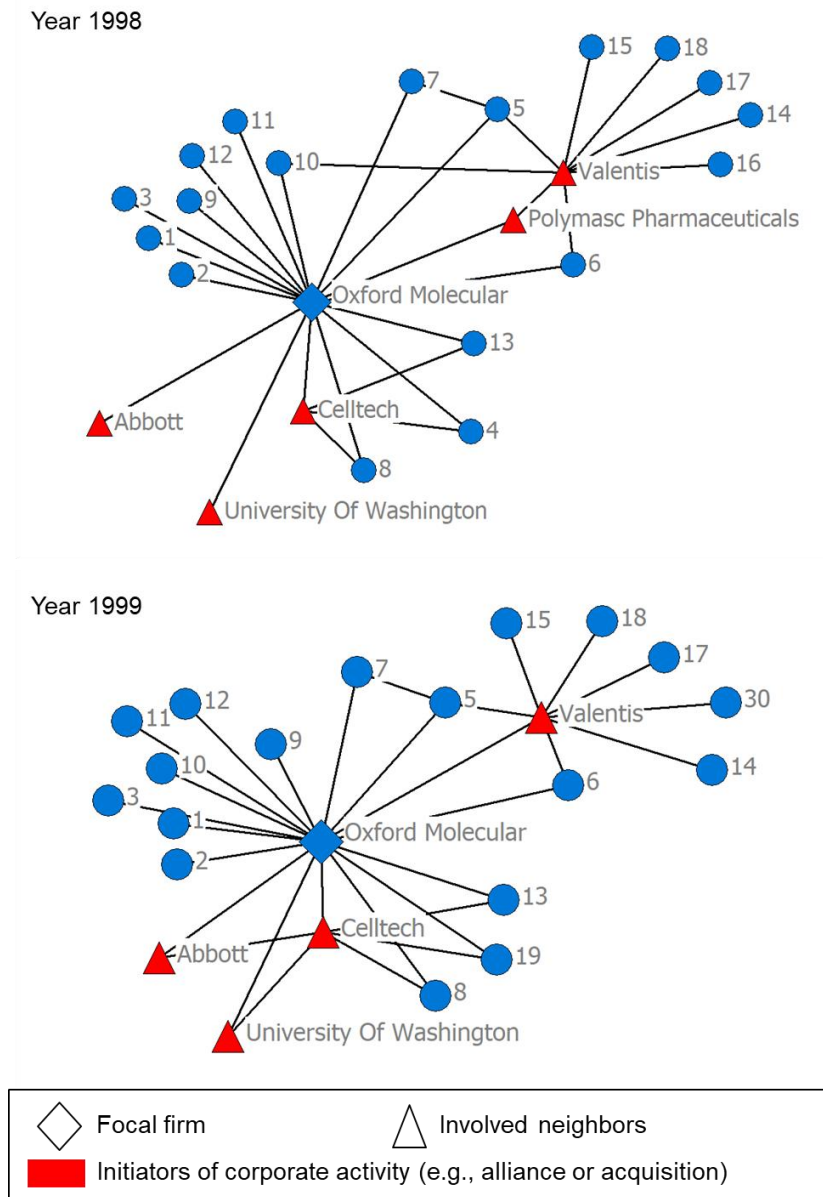 Year 1998
15
18
7
17
5
14
11
12
10
16
Valentis
3
9
Polymasc Pharmaceuticals
1
6
2
Oxford Molecular
13
Celltech
Abbott
4
8
University Of Washington
Year 1999
15
18
7
17
12
5
30
11
Valentis
9
10
14
6
3
1
Oxford Molecular
2
13
Celltech
Abbott
19
8
University Of Washington
Focal firm
Involved neighbors
Initiators of corporate activity (e.g., alliance or acquisition)